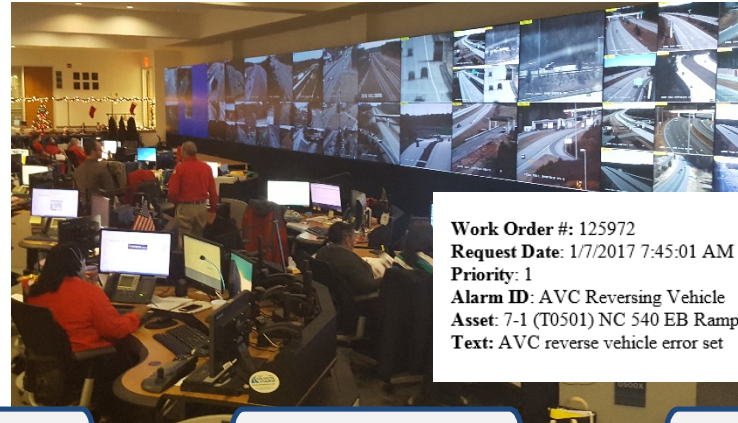 Work Order #: 125972
Request Date: 1/7/2017 7:45:01 AM
Priority: 1
Alarm ID: AVC Reversing Vehicle
Asset: 7-1 (T0501) NC 540 EB Ramp
Text: AVC reverse vehicle error set